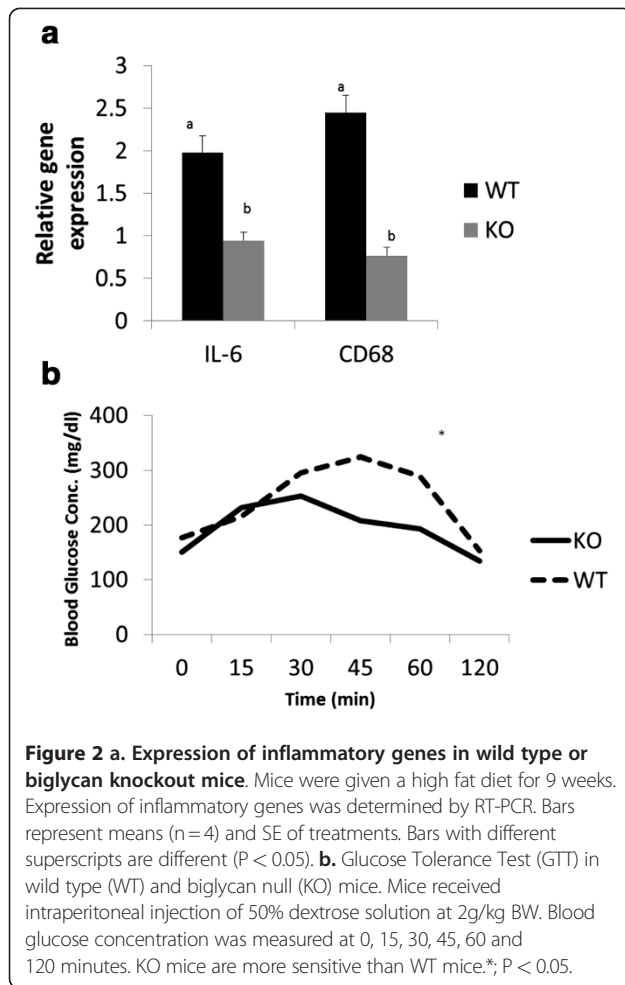 a
Relative gene
expression
3
2.5
2
1.5
1
0.5
0
a
b
a
b
WT
KO
IL-6
CD68
b
Blood Glucose Conc. (mg/dl)
400
300
200
100
0
*
KO
WT
0 15 30 45 60 120
Time (min)
Figure 2 a. Expression of inflammatory genes in wild type or
biglycan knockout mice. Mice were given a high fat diet for 9 weeks.
Expression of inflammatory genes was determined by RT-PCR. Bars
represent means (n = 4) and SE of treatments. Bars with different
superscripts are different (P < 0.05). b. Glucose Tolerance Test (GTT) in
wild type (WT) and biglycan null (KO) mice. Mice received
intraperitoneal injection of 50% dextrose solution at 2g/kg BW. Blood
glucose concentration was measured at 0, 15, 30, 45, 60 and
120 minutes. KO mice are more sensitive than WT mice.*; P < 0.05.